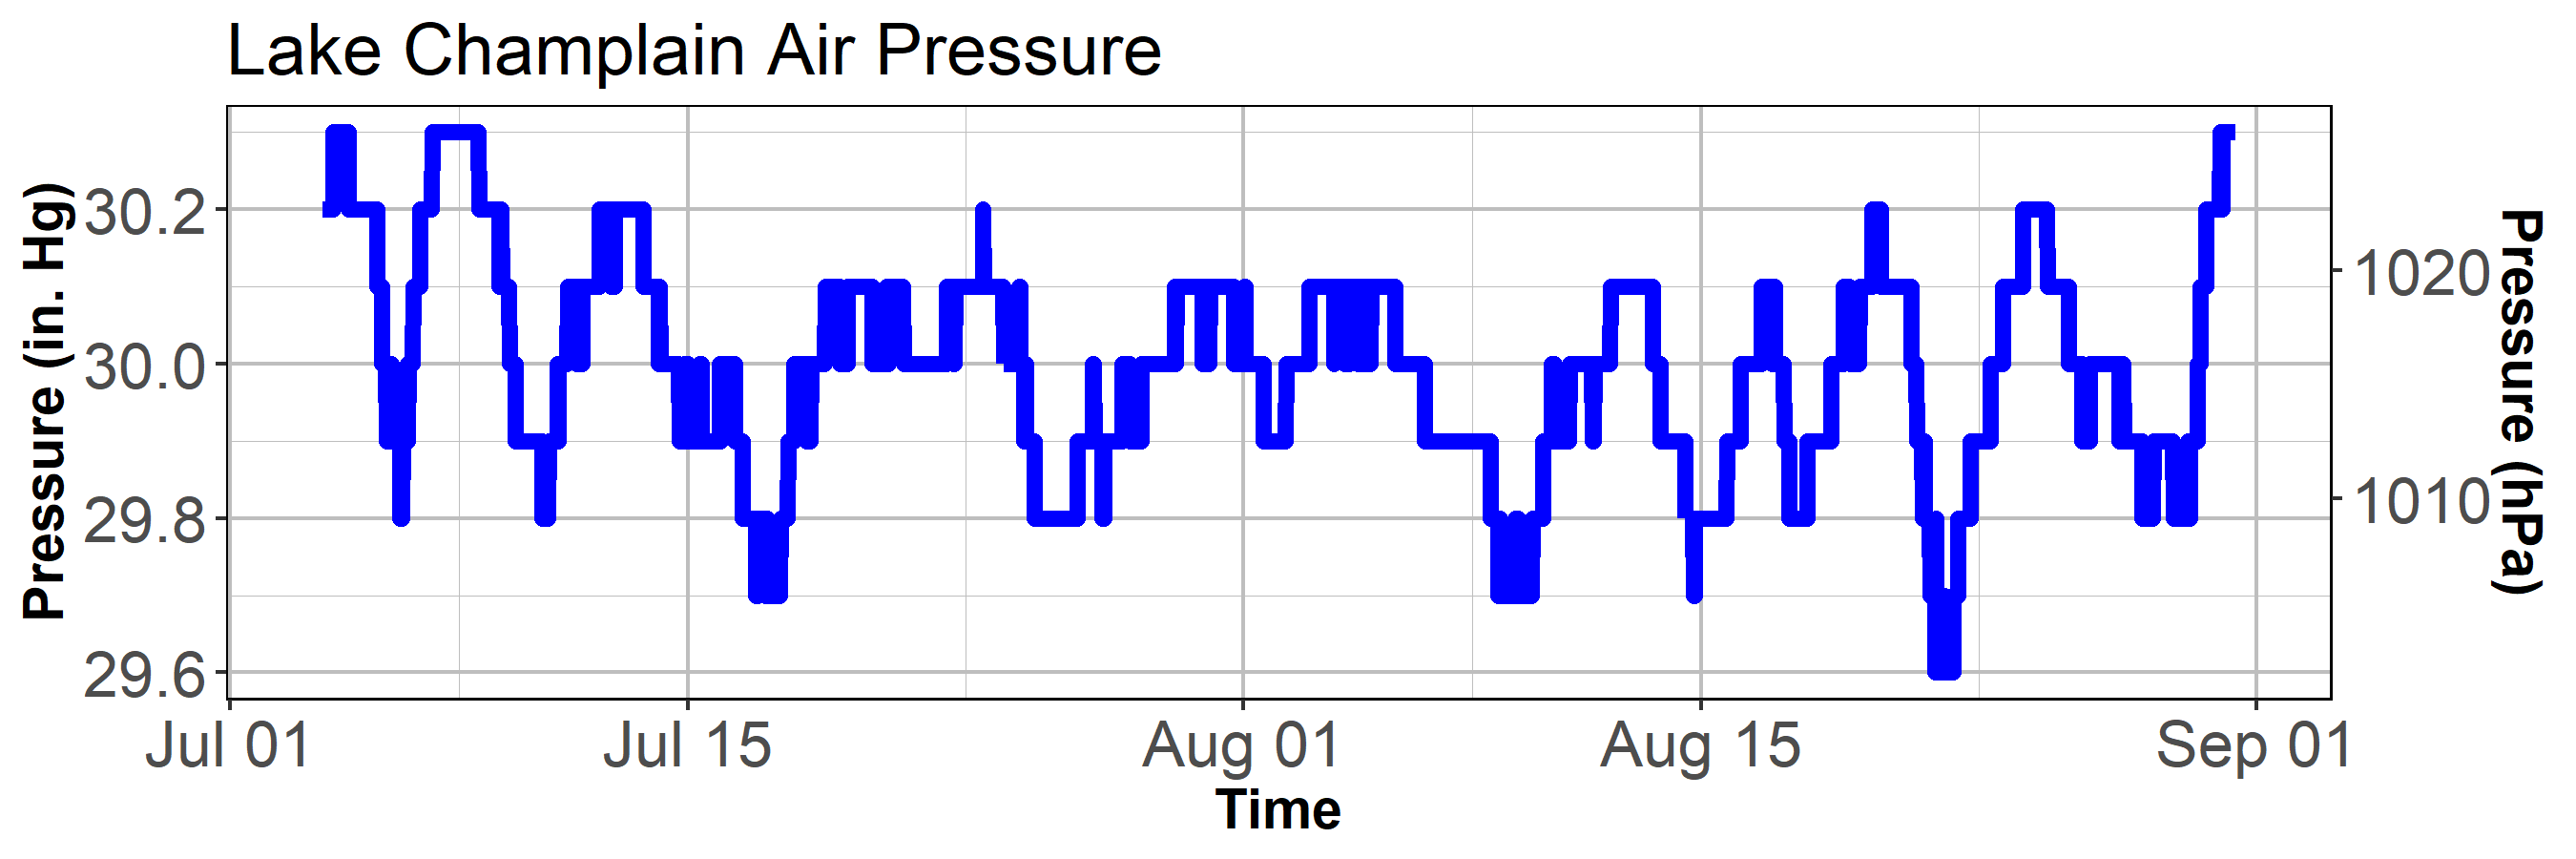 Lake Champlain Air Pressure
Pressure (in. Hg)
30.2
30.0
29.8
29.6
1020
1010
Pressure (hPa)
Jul 01 Jul 15 Aug 01 Aug 15 Sep 01
Time